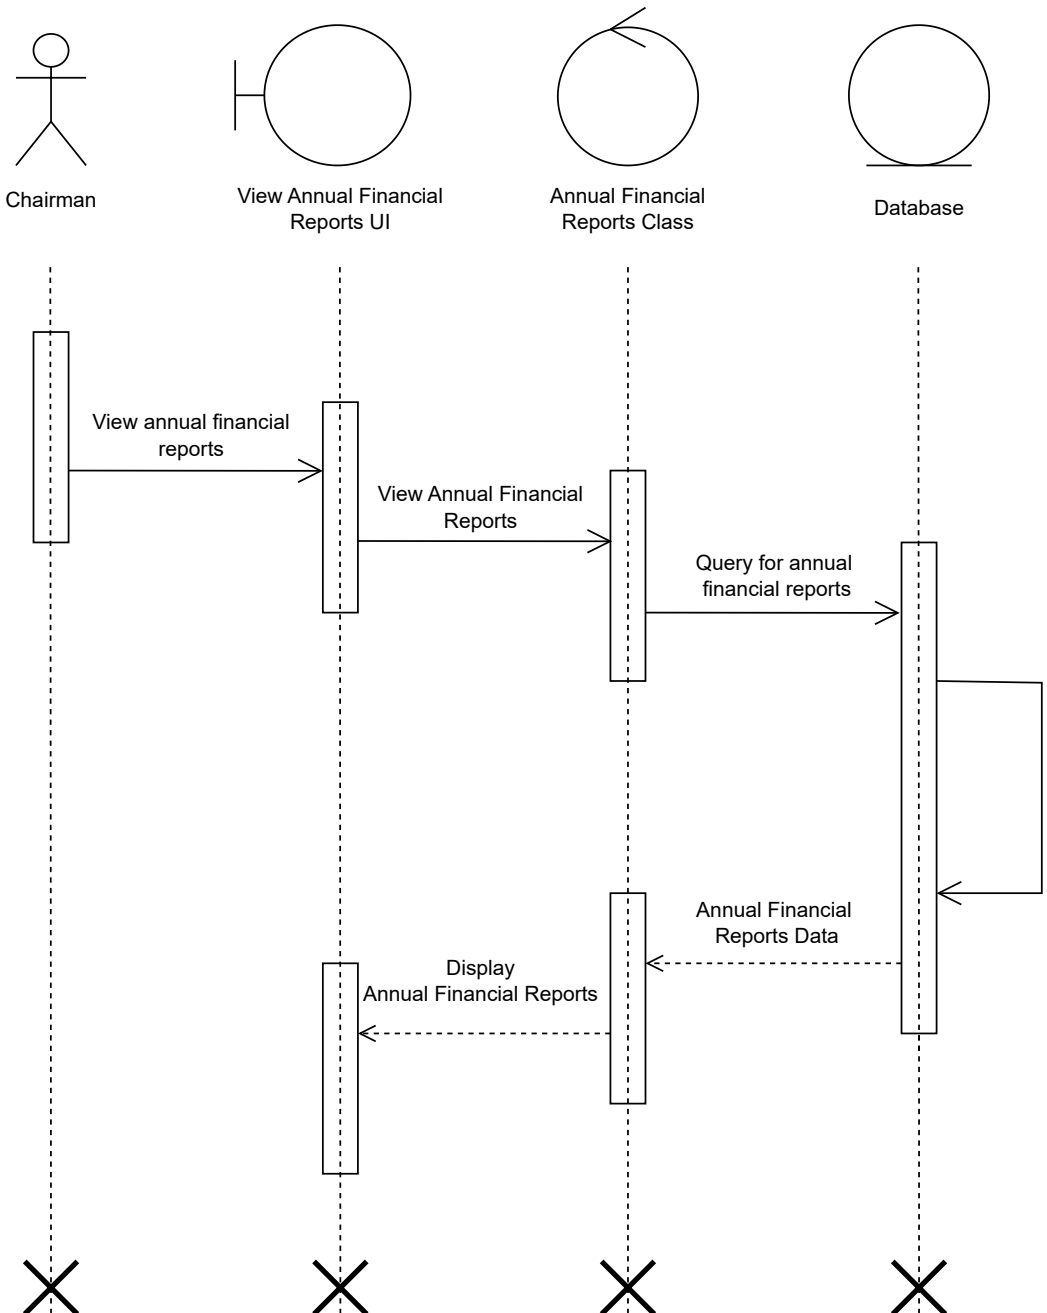 Chairman
View Annual Financial
Reports UI
Annual Financial
Reports Class
Database
View annual financial
reports
View Annual Financial
Reports
Query for annual
financial reports
Annual Financial
Reports Data
Display
Annual Financial Reports